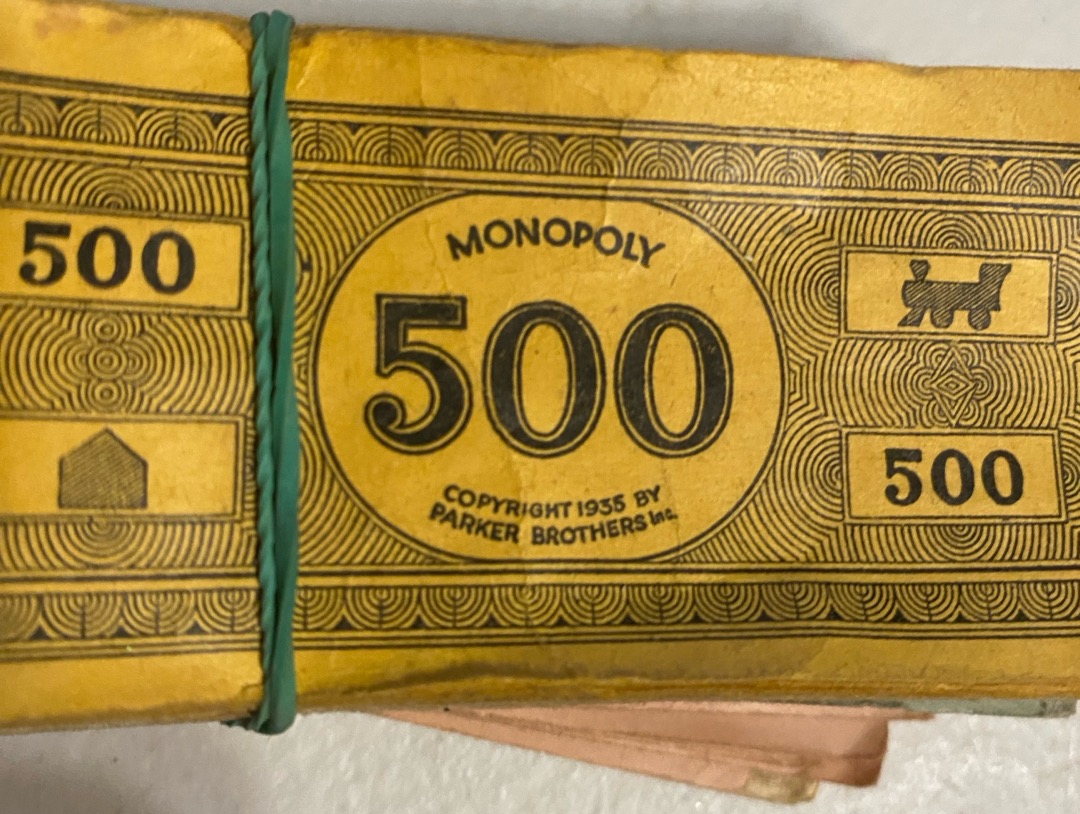 MONOPOLY
500
500
500
COPYRIGHT 1935 BY
PARKER BROTHERS Inc.